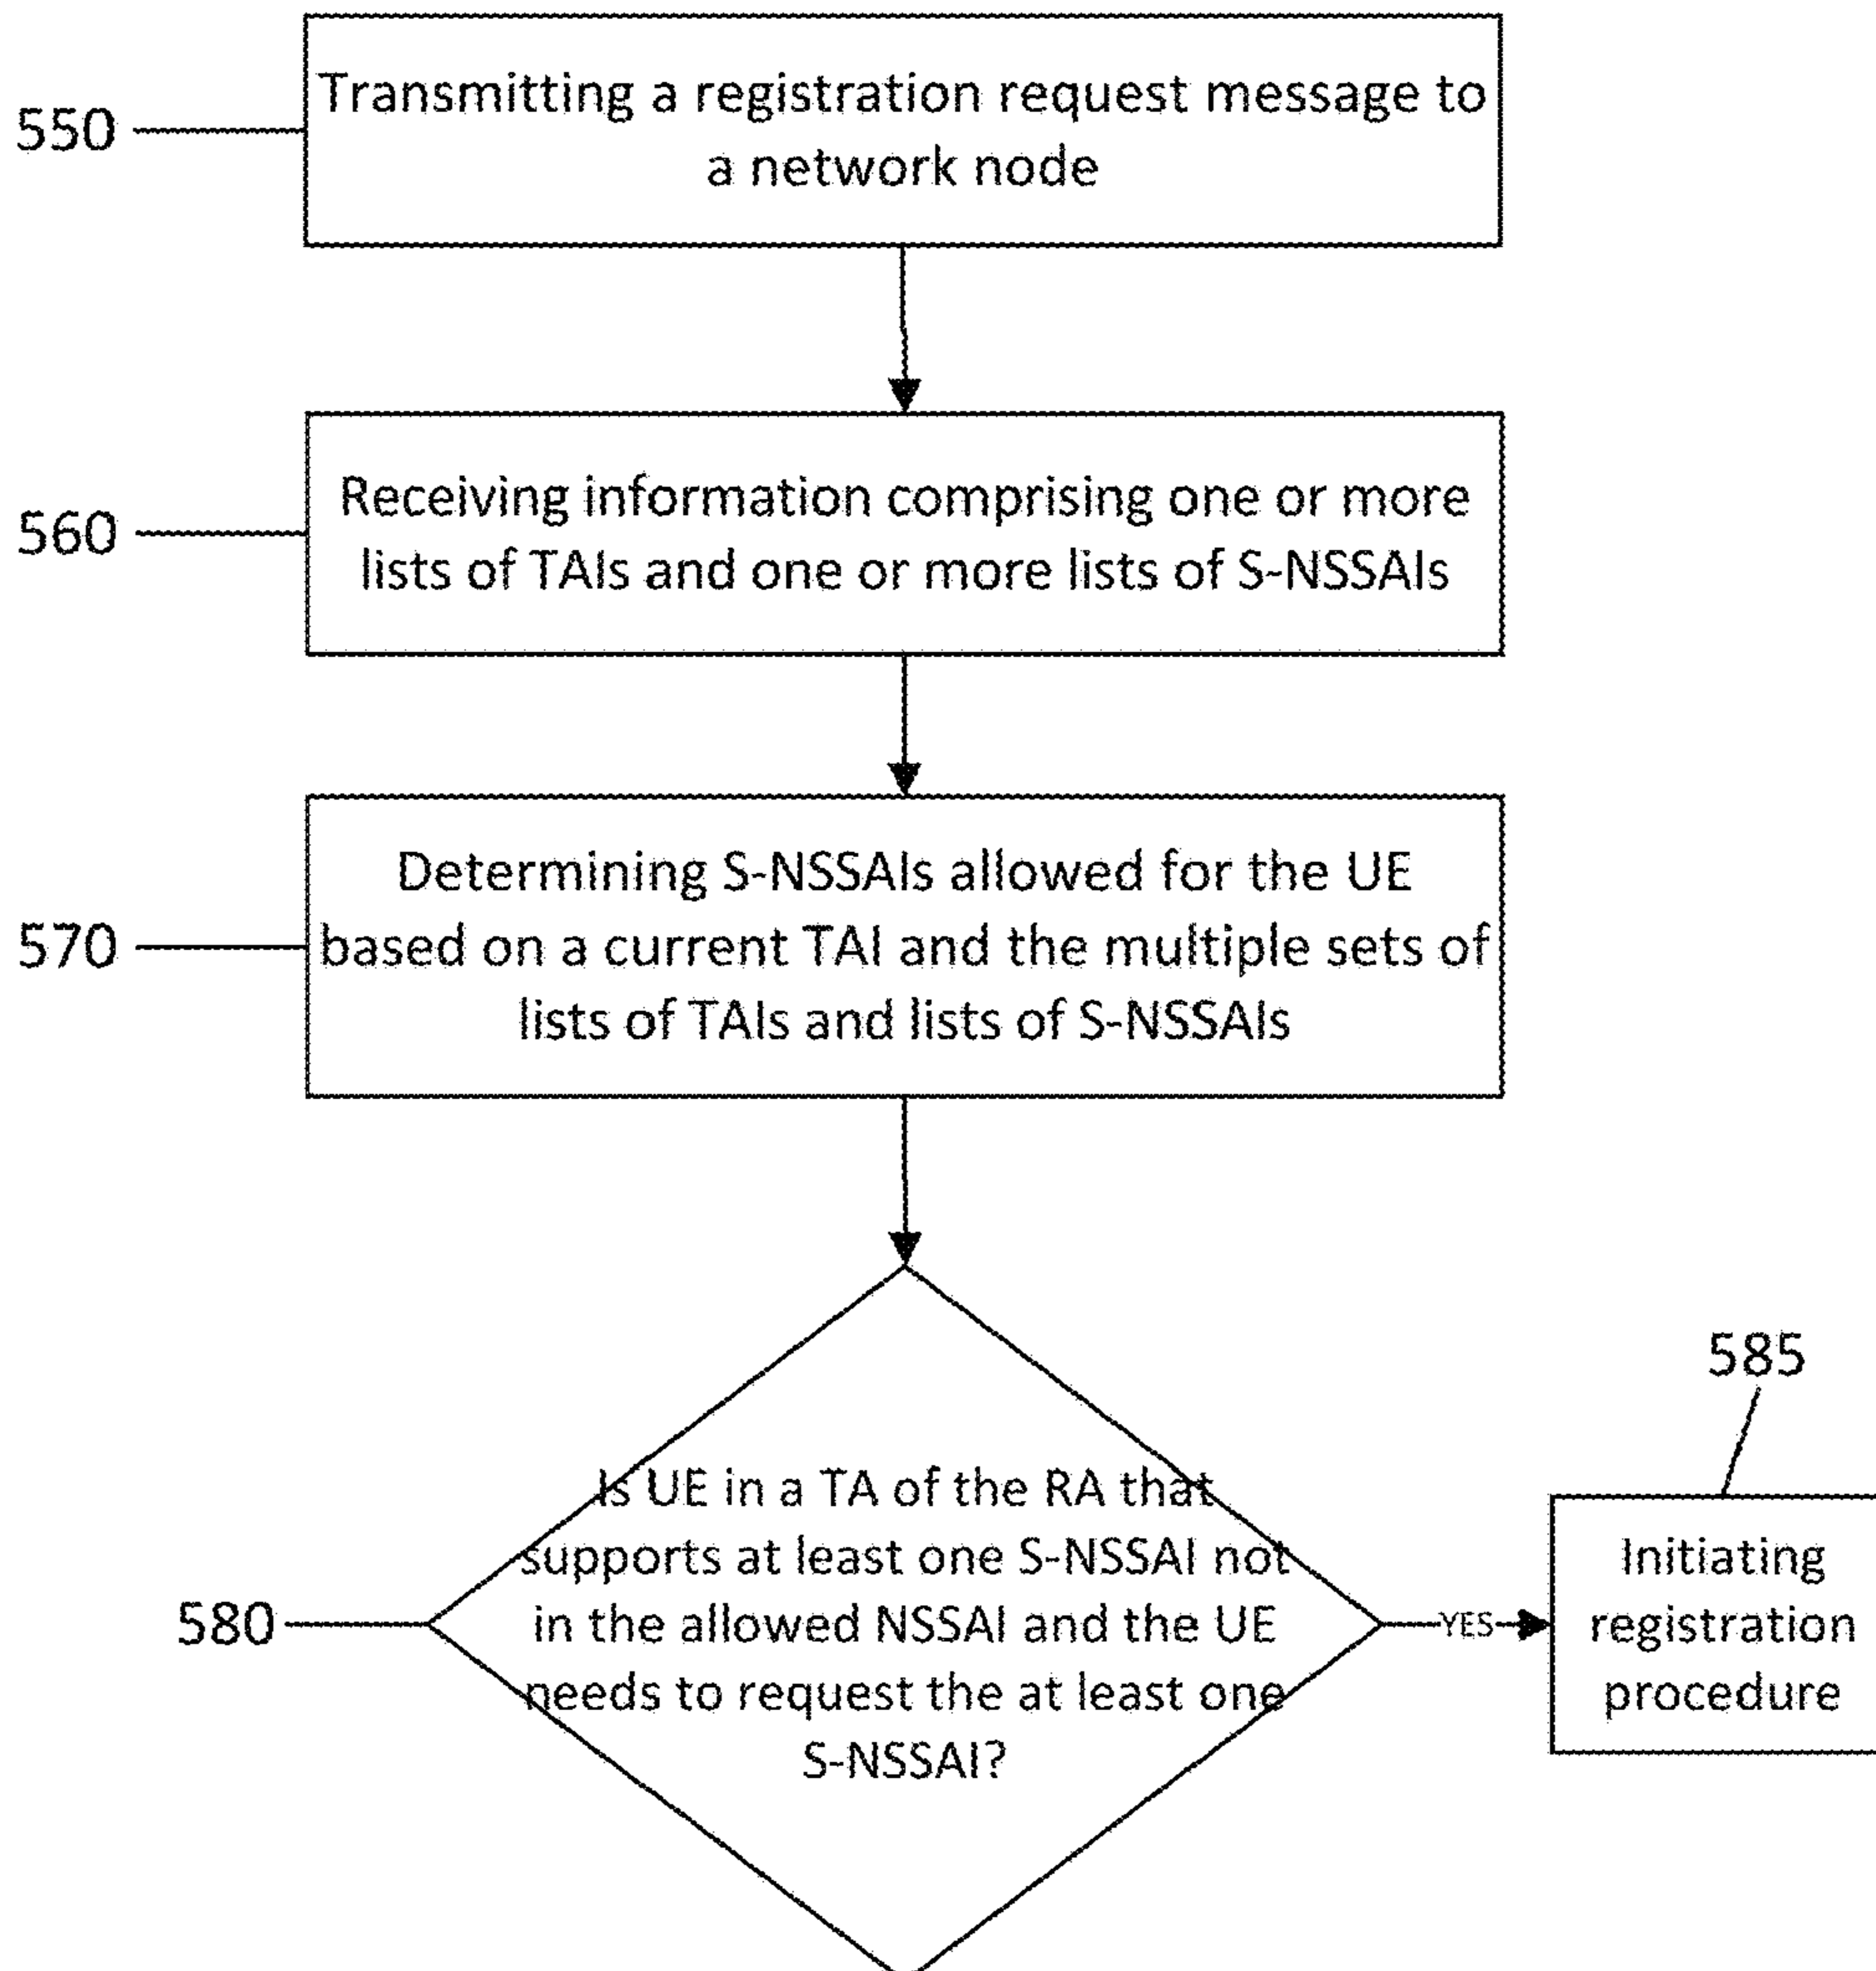 550
Transmitting a registration request message to
a network node
560
Receiving information comprising one or more
lists of TAIs and one or more lists of S-NSSAIs
570
Determining S-NSSAIs allowed for the UE
based on a current TAI and the multiple sets of
lists of TAIs and lists of S-NSSAIs
580
Is UE in a TA of the RA that
supports at least one S-NSSAI not
in the allowed NSSAI and the UE
needs to request the at least one
S-NSSAI?
YES
585
Initiating
registration
procedure